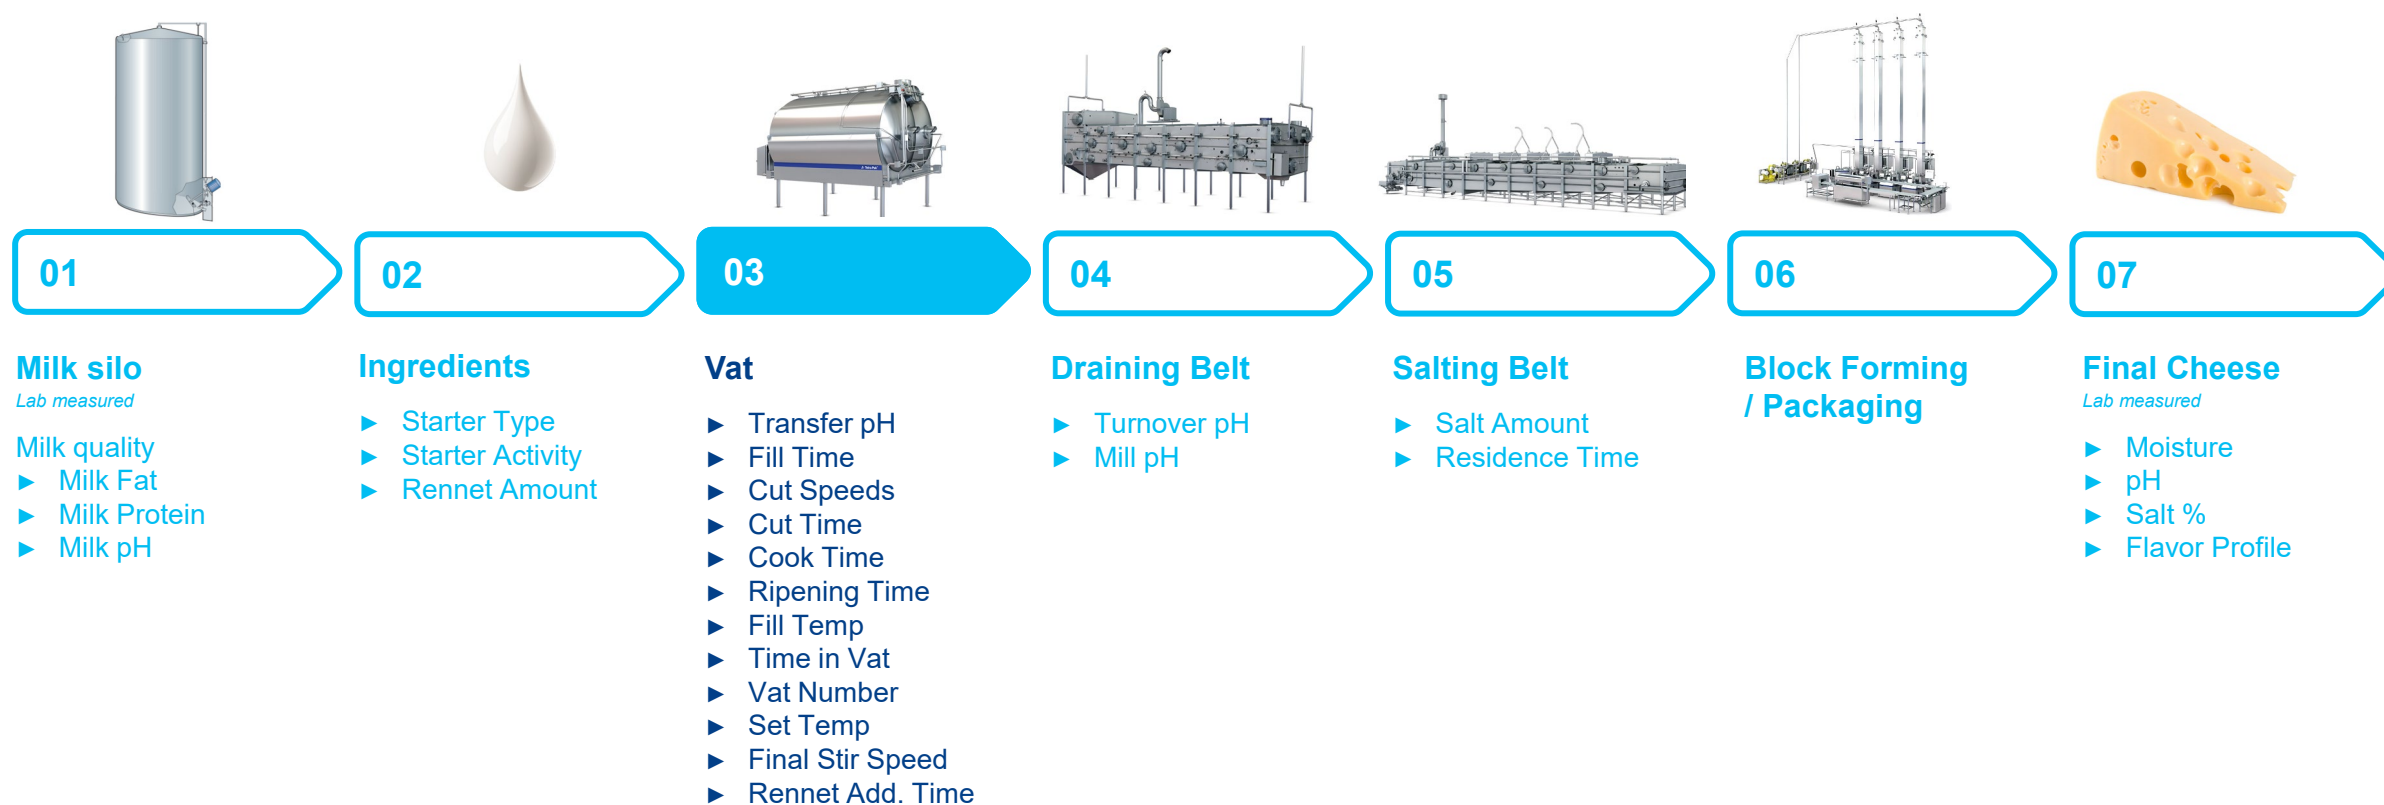 01
02
03
04
05
06
07
Milk silo
Lab measured
Milk quality
► Milk Fat
► Milk Protein
► Milk pH
Ingredients
► Starter Type
► Starter Activity
► Rennet Amount
Vat
► Transfer pH
► Fill Time
► Cut Speeds
► Cut Time
► Cook Time
► Ripening Time
► Fill Temp
► Time in Vat
► Vat Number
► Set Temp
► Final Stir Speed
► Rennet Add. Time
Draining Belt
► Turnover pH
► Mill pH
Salting Belt
► Salt Amount
► Residence Time
Block Forming
/ Packaging
Final Cheese
Lab measured
► Moisture
► pH
► Salt %
► Flavor Profile